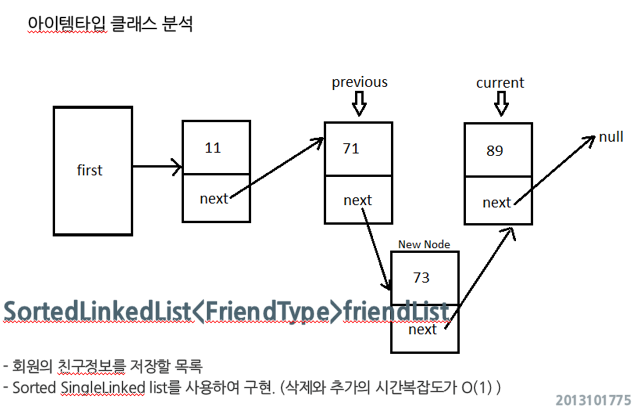 아이템타입 클래스 분석
previous
current
first
11
71
89
null
next
next
next
New Node
73
next
SortedLinkedList<FriendType>friendList
- 회원의 친구정보를 저장할 목록
- Sorted SingleLinked list를 사용하여 구현. (삭제와 추가의 시간복잡도가 O(1) )
2013101775